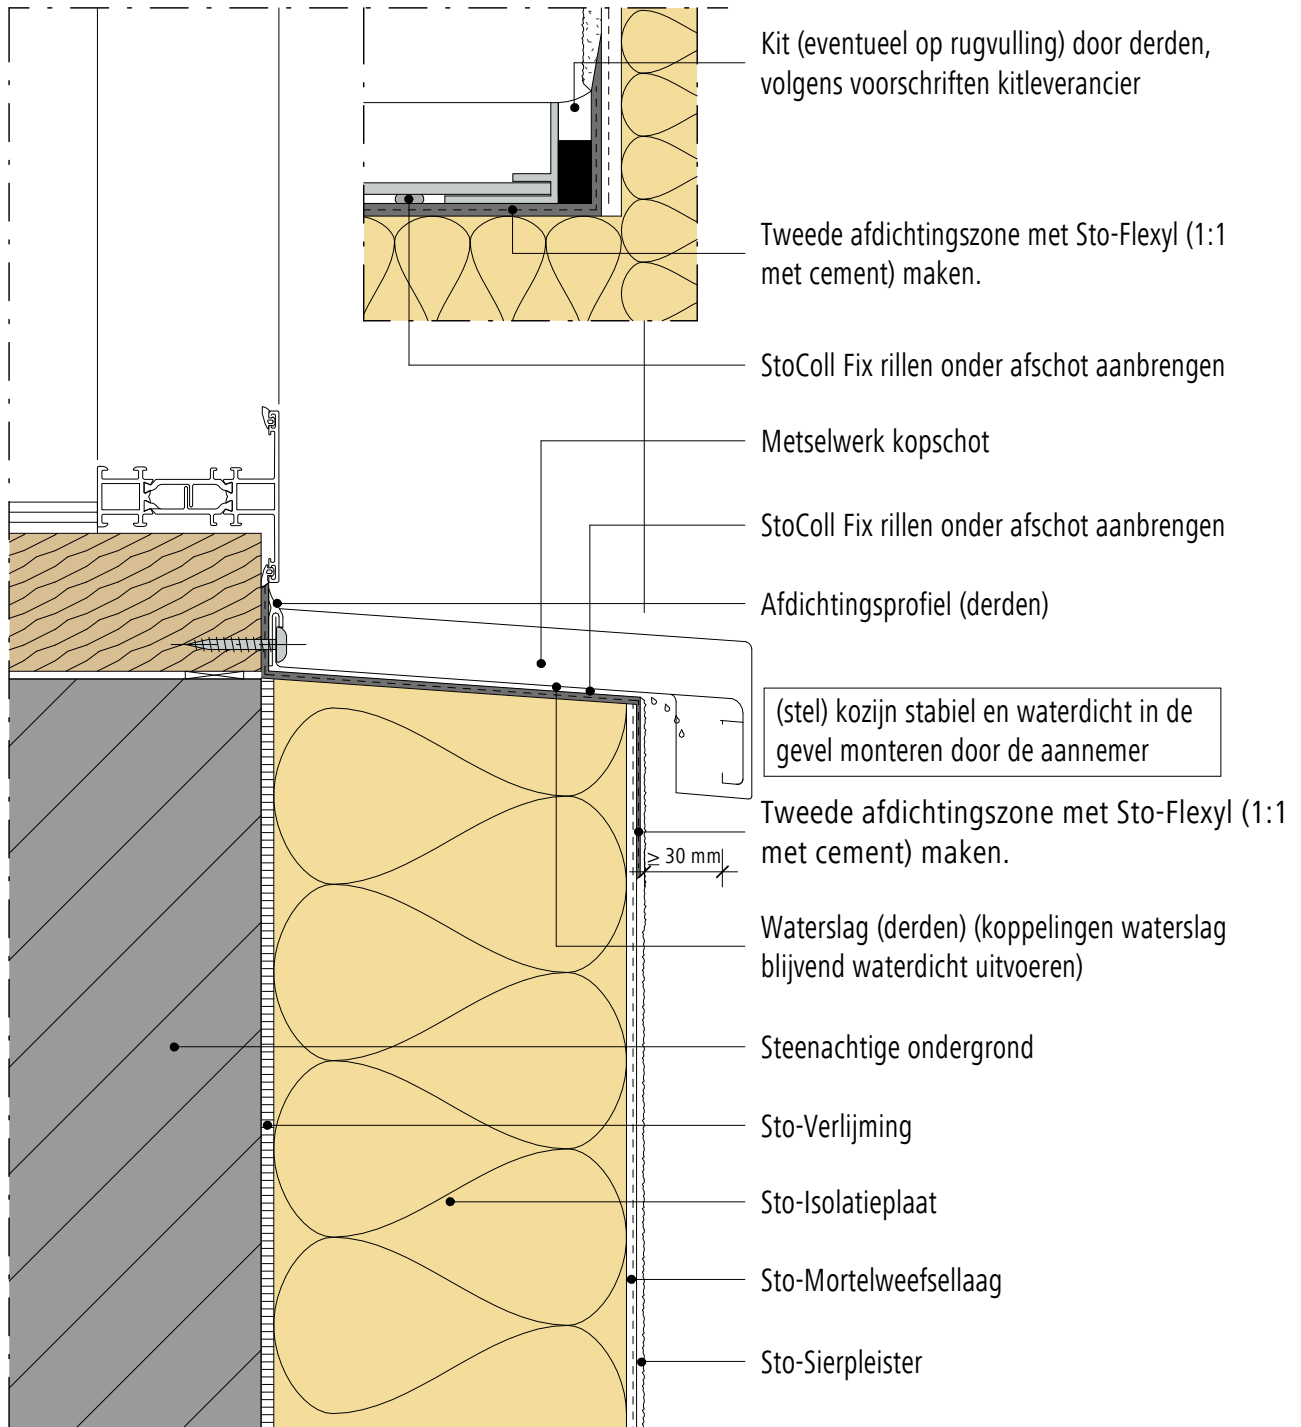 Kit (eventueel op rugvulling) door derden,
volgens voorschriften kitleverancier
Tweede afdichtingszone met Sto-Flexyl (1:1
met cement) maken.
StoColl Fix rillen onder afschot aanbrengen
Metselwerk kopschot
StoColl Fix rillen onder afschot aanbrengen
Afdichtingsprofiel (derden)
(stel) kozijn stabiel en waterdicht in de
gevel monteren door de aannemer
Tweede afdichtingszone met Sto-Flexyl (1:1
met cement) maken.
≥ 30 mm
Waterslag (derden) (koppelingen waterslag
blijvend waterdicht uitvoeren)
Steenachtige ondergrond
Sto-Verlijming
Sto-Isolatieplaat
Sto-Mortelweefsellaag
Sto-Sierpleister